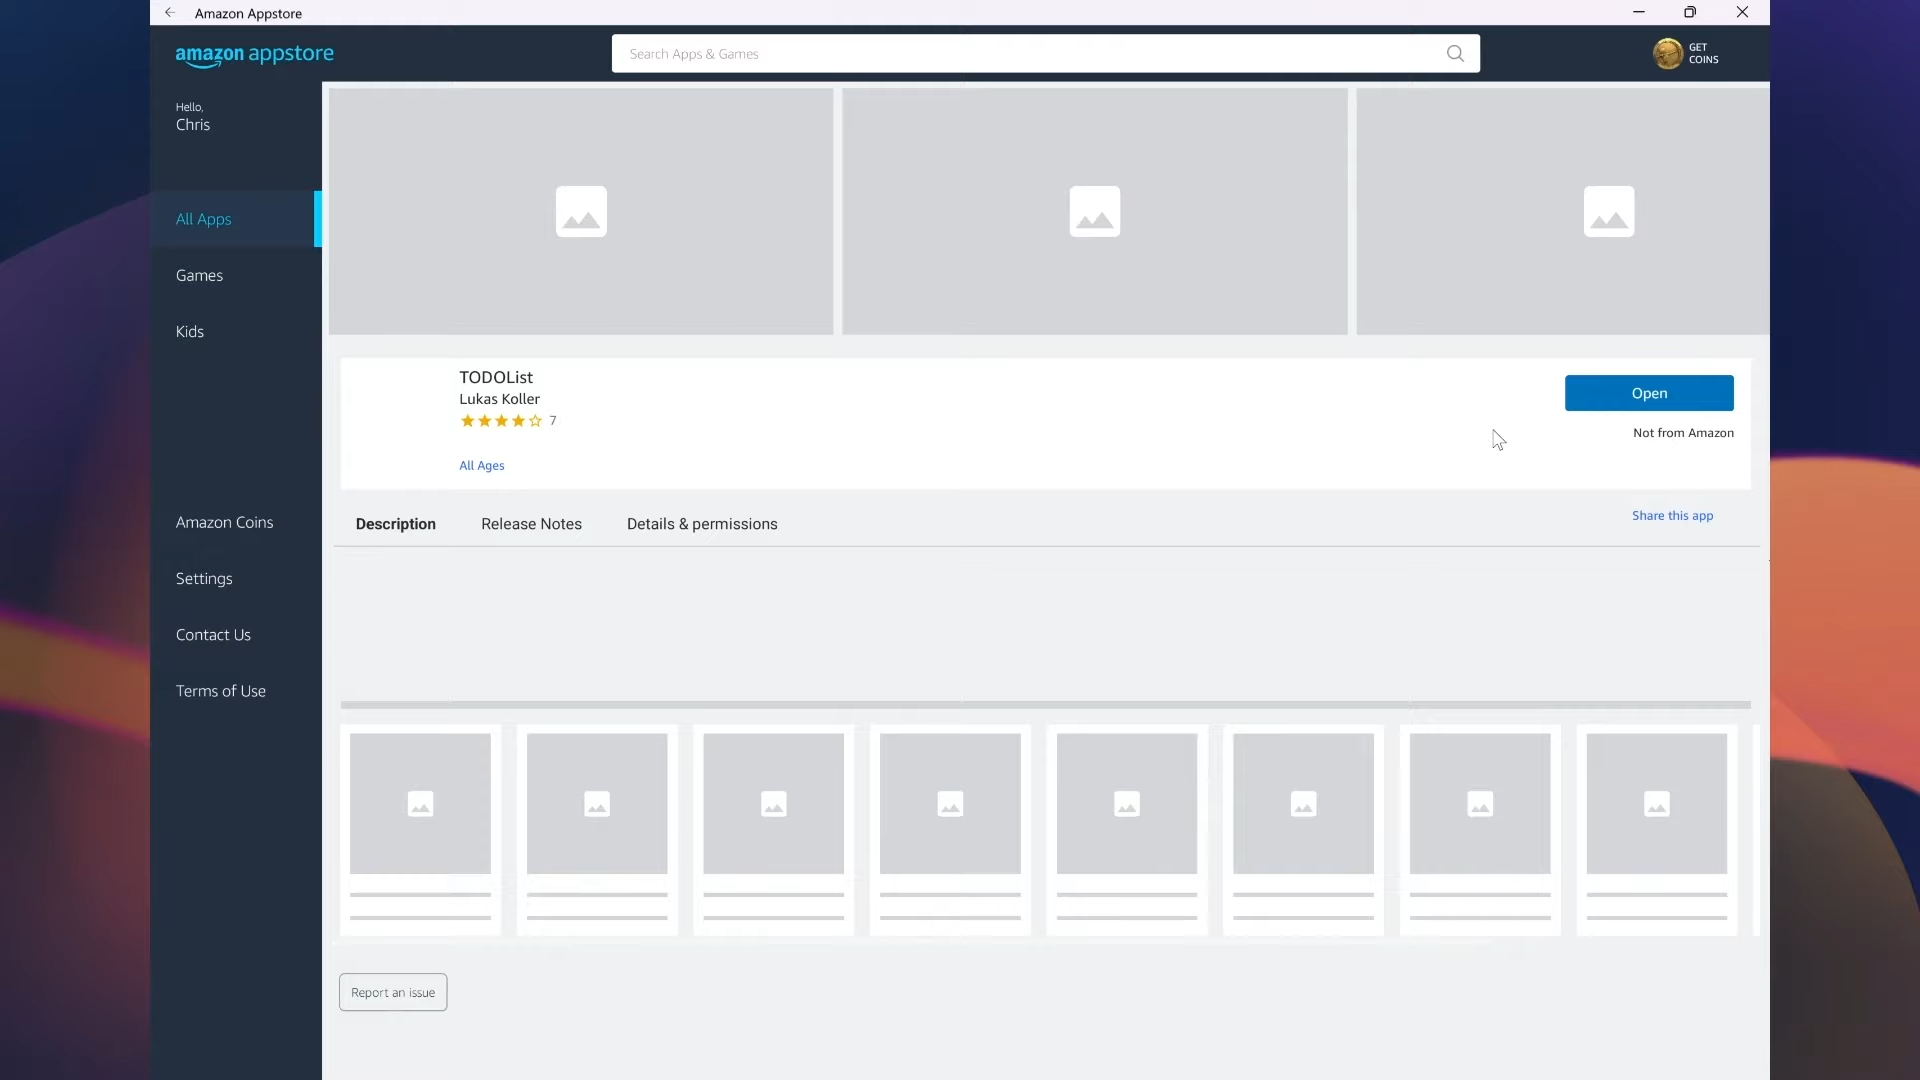 Amazon Appstore
amazon appstore
Search Apps & Games
GET
COINS
Hello,
Chris
All Apps
Games
Kids
Amazon Coins
Settings
Contact Us
Terms of Use
TODOList
Lukas Koller
7
All Ages
Open
Not from Amazon
Description
Release Notes
Details & permissions
Share this app
Report an issue